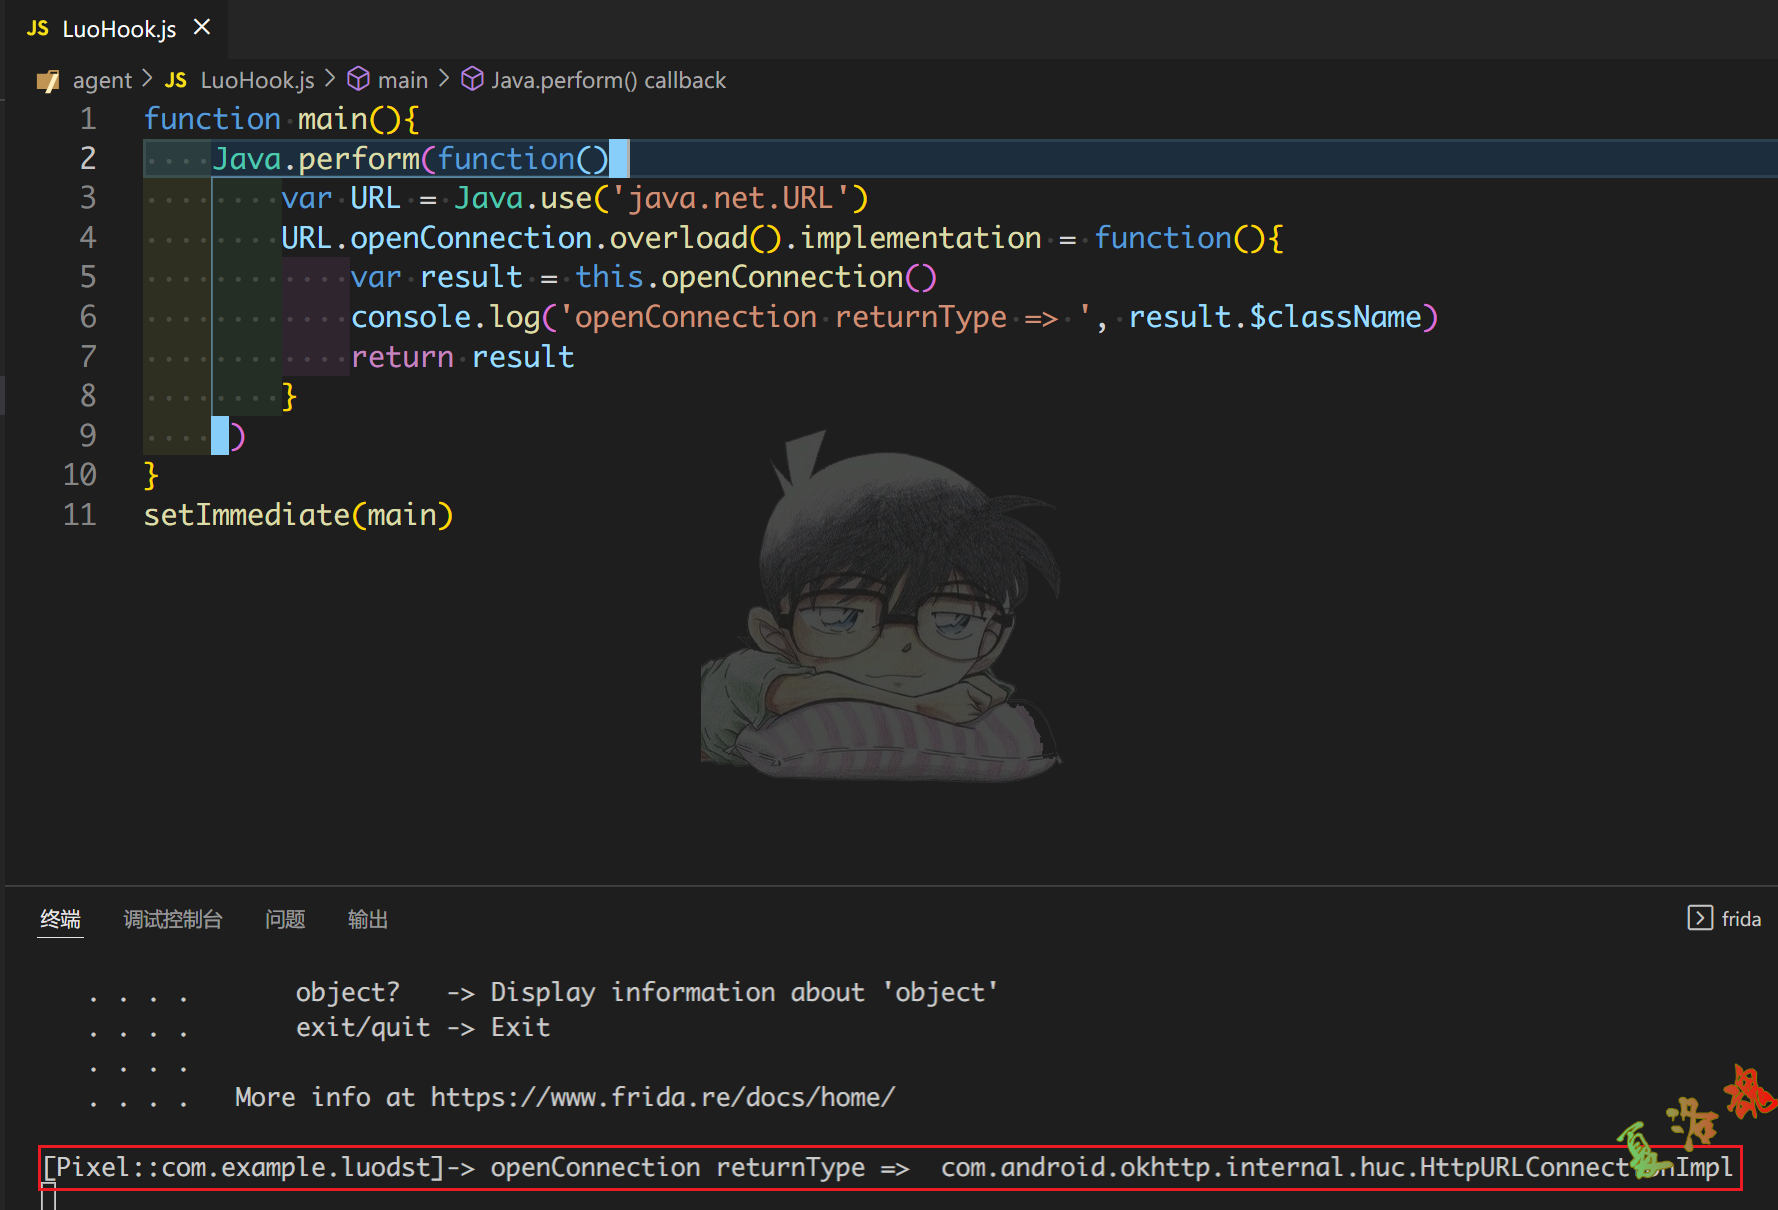 JS LuoHook.js ×
agent > JS LuoHook.js > main > Java.perform() callback
1 function main(){
2     Java.perform(function()
3         var URL = Java.use('java.net.URL')
4         URL.openConnection.overload().implementation = function(){
5             var result = this.openConnection()
6             console.log('openConnection returnType => ', result.$className)
7             return result
8         }
9      )
10 }
11 setImmediate(main)
终端 调试控制台 问题 输出 frida
. . . .       object?   -> Display information about 'object'
. . . .       exit/quit -> Exit
. . . .
. . . .   More info at https://www.frida.re/docs/home/
[Pixel::com.example.luodst]-> openConnection returnType =>  com.android.okhttp.internal.huc.HttpURLConnectionImpl
夏洛